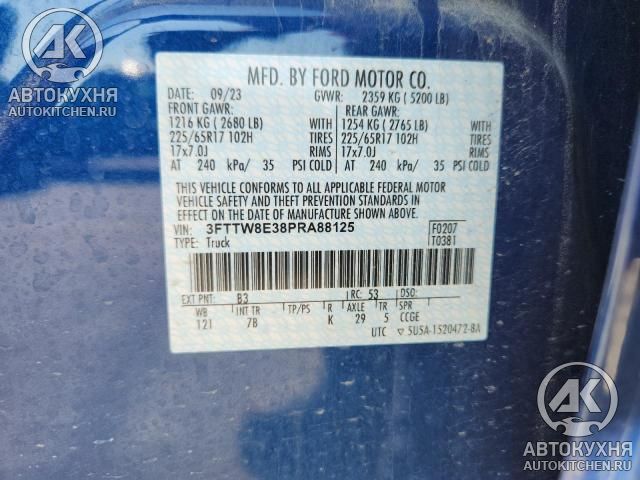 АК
АВТОКУХНЯ
AUTOKITCHEN.RU
MFD. BY FORD MOTOR CO.
DATE: 09/23 GVWR: 2359 KG ( 5200 LB)
FRONT GAWR: REAR GAWR:
1216 KG ( 2680 LB) 1254 KG ( 2765 LB)
225/65R17 102H TIRES 225/65R17 102H TIRES
17x7.0J RIMS 17x7.0J RIMS
AT 240 kPa/ 35 PSI COLD AT 240 kPa/ 35 PSI COLD
THIS VEHICLE CONFORMS TO ALL APPLICABLE FEDERAL MOTOR
VEHICLE SAFETY AND THEFT PREVENTION STANDARDS IN
EFFECT ON THE DATE OF MANUFACTURE SHOWN ABOVE.
VIN: 3FTTW8E38PRA88125 F0207
TYPE: Truck T0381
EXT PNT: B3 RC: 53 DSO:
WB INT TR TP/PS R AXLE TR SPR
121 7B K 29 5 CCGE
UTC 5U5A-1520472-BA
АК
АВТОКУХНЯ
AUTOKITCHEN.RU